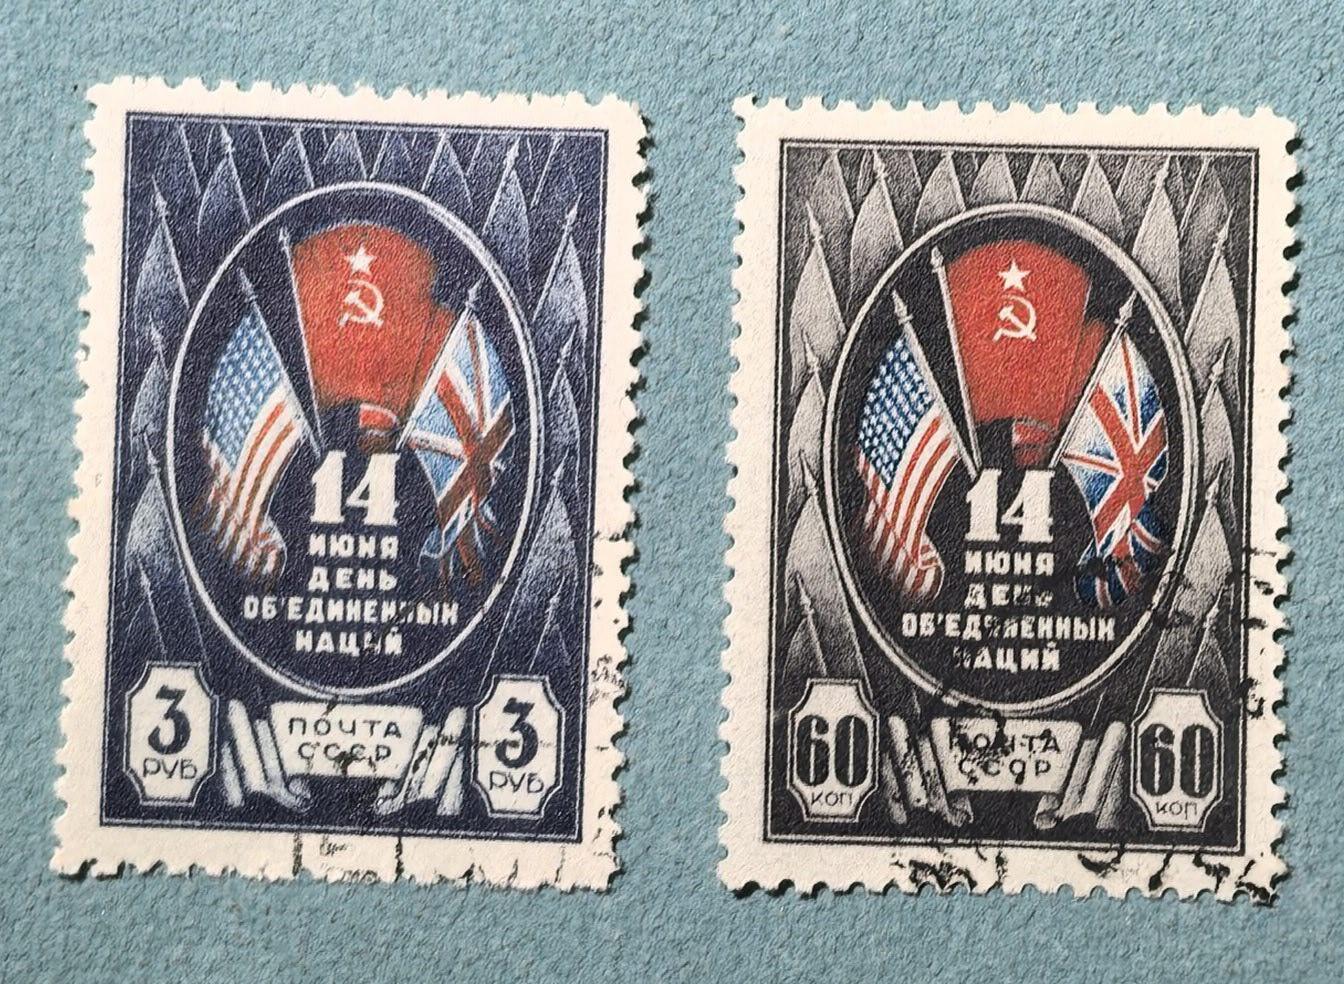 14
ИЮНЯ
ДЕНЬ
ОБ'ЕДИНЕННЫХ
НАЦИЙ
3
РУБ
ПОЧТА
СССР
3
РУБ
14
ИЮНЯ
ДЕНЬ
ОБ'ЕДИНЕННЫХ
НАЦИЙ
60
КОП
ПОЧТА
СССР
60
КОП